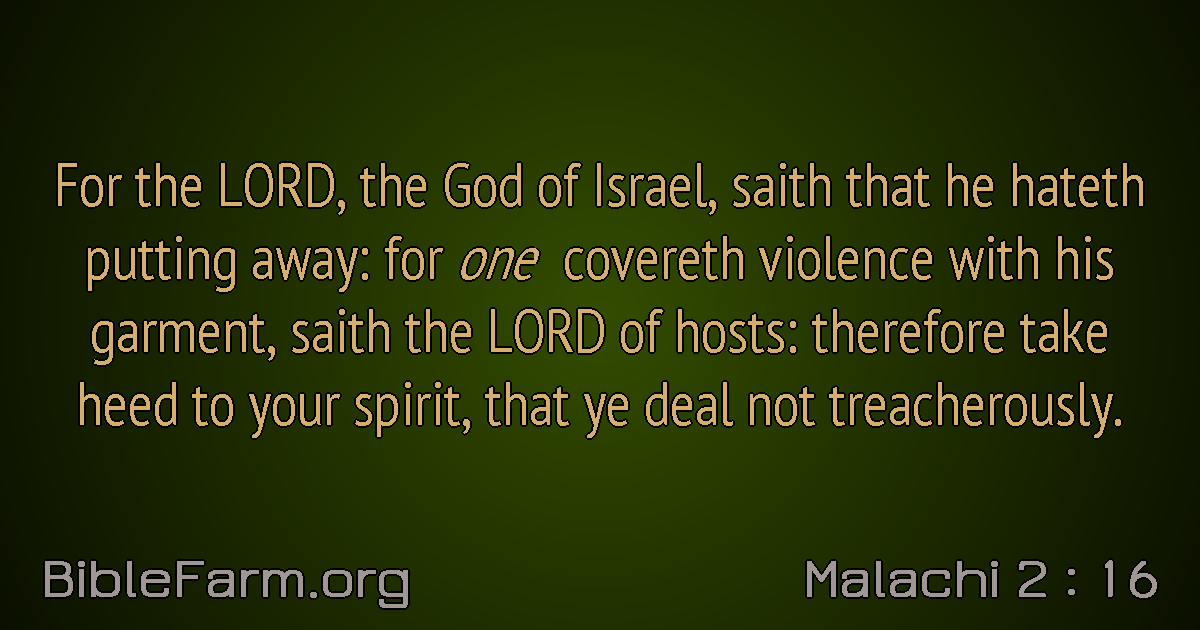 For the LORD, the God of Israel, saith that he hateth
putting away: for one covereth violence with his
garment, saith the LORD of hosts: therefore take
heed to your spirit, that ye deal not treacherously.
BibleFarm.org
Malachi 2 : 16